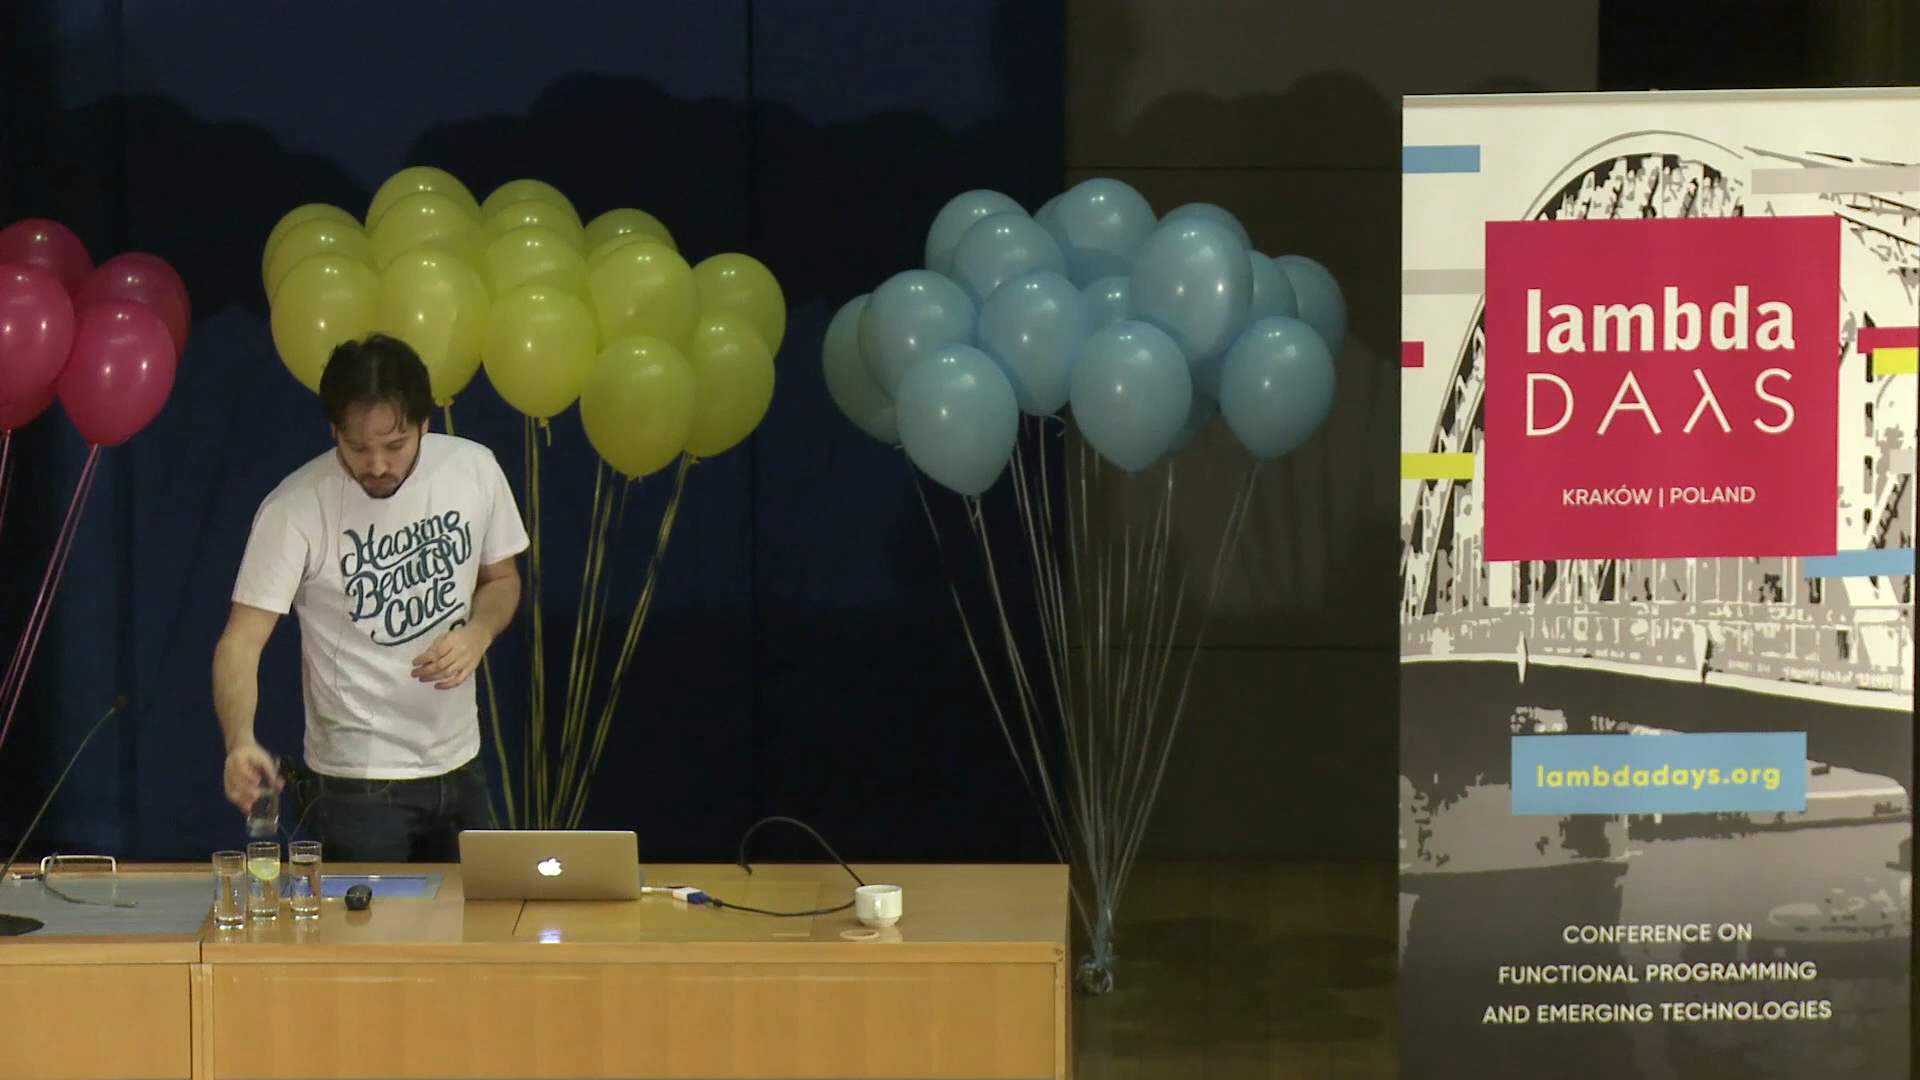 Hacking
Beautiful
Code
lambda
DAλS
KRAKÓW | POLAND
lambdadays.org
CONFERENCE ON
FUNCTIONAL PROGRAMMING
AND EMERGING TECHNOLOGIES